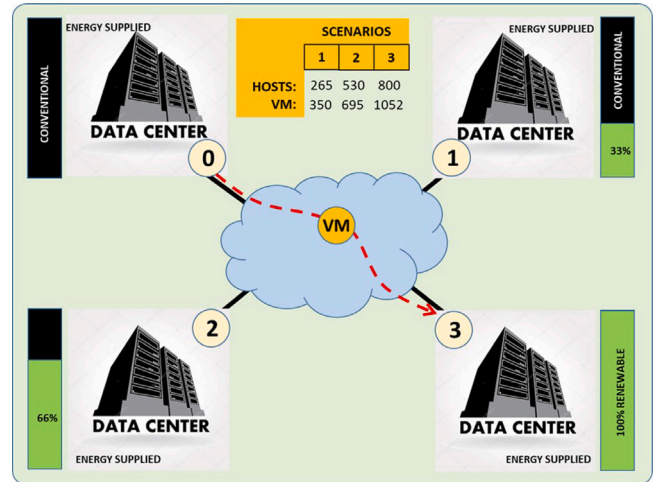 ENERGY SUPPLIED
CONVENTIONAL
DATA CENTER
0
SCENARIOS
1 2 3
HOSTS: 265 530 800
VM: 350 695 1052
ENERGY SUPPLIED
CONVENTIONAL
33%
DATA CENTER
1
VM
2
66%
DATA CENTER
ENERGY SUPPLIED
3
100% RENEWABLE
DATA CENTER
ENERGY SUPPLIED